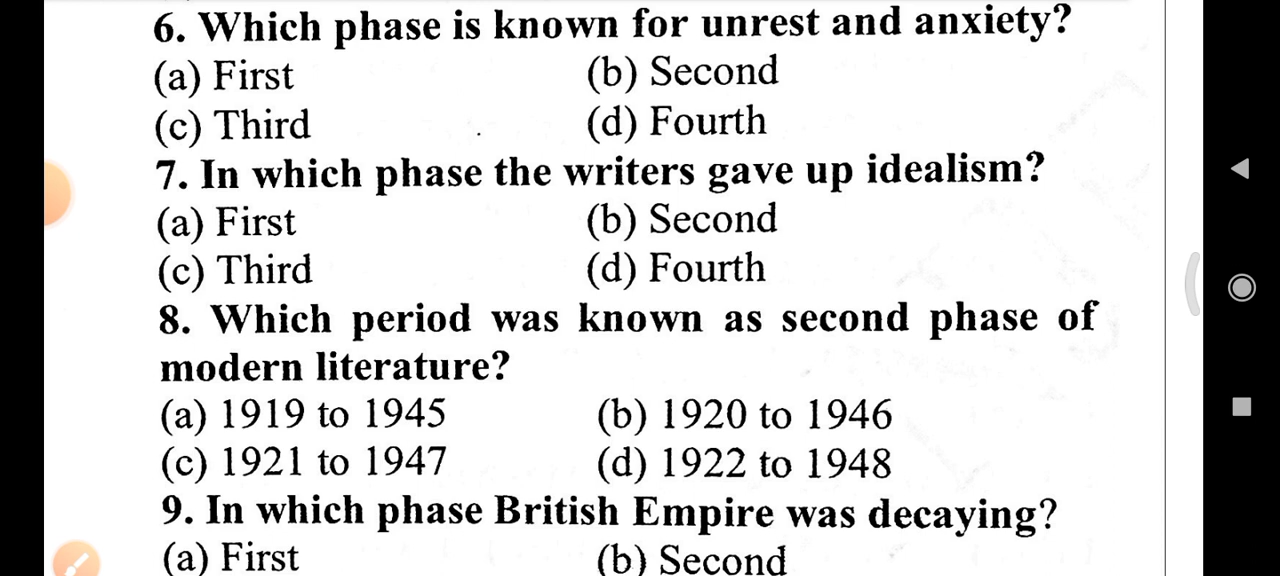 6. Which phase is known for unrest and anxiety?
(a) First (b) Second
(c) Third (d) Fourth
7. In which phase the writers gave up idealism?
(a) First (b) Second
(c) Third (d) Fourth
8. Which period was known as second phase of
modern literature?
(a) 1919 to 1945 (b) 1920 to 1946
(c) 1921 to 1947 (d) 1922 to 1948
9. In which phase British Empire was decaying?
(a) First (b) Second